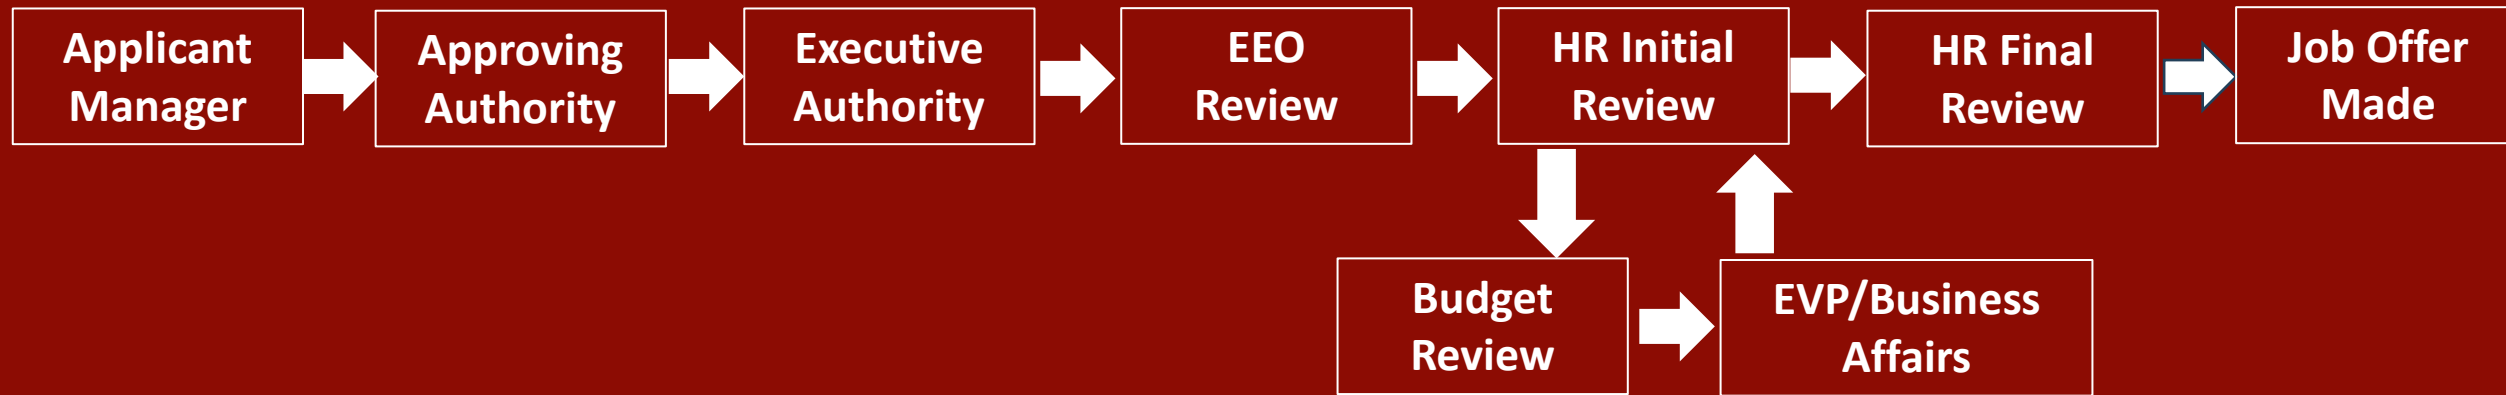 Applicant
Manager
Approving
Authority
Executive
Authority
EEO
Review
HR Initial
Review
HR Final
Review
Job Offer
Made
Budget
Review
EVP/Business
Affairs